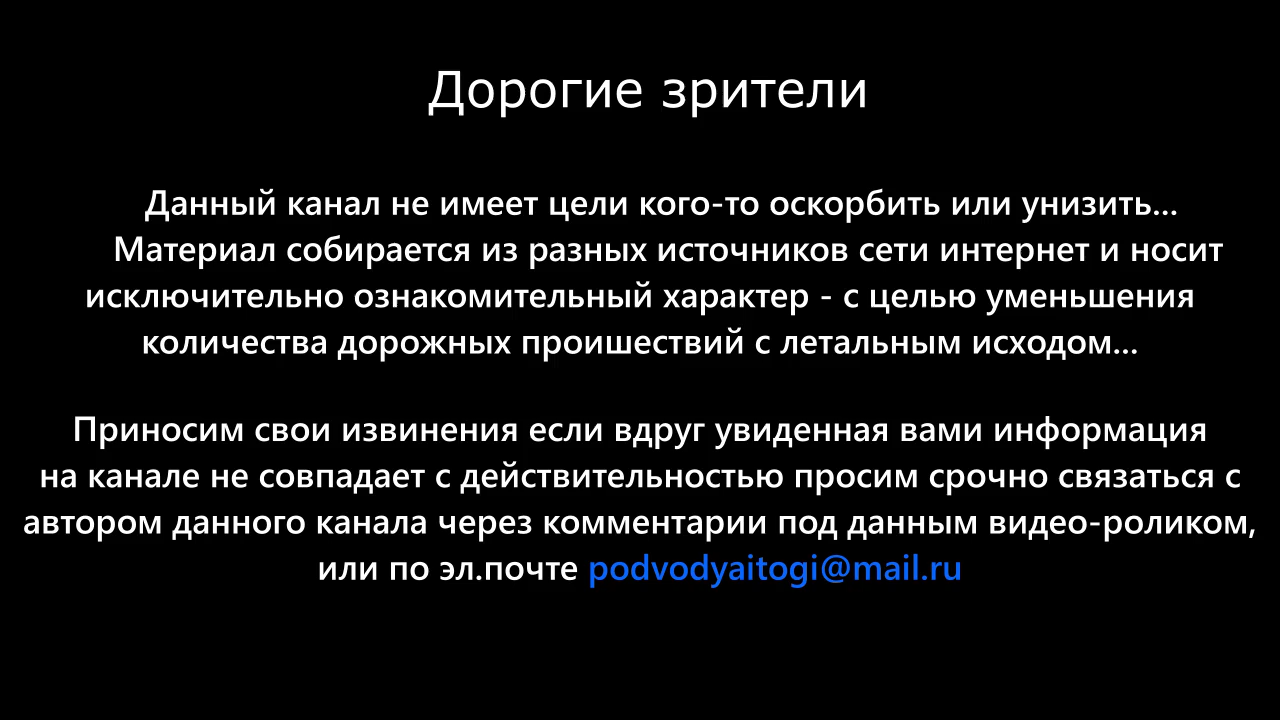 Дорогие зрители
Данный канал не имеет цели кого-то оскорбить или унизить...
Материал собирается из разных источников сети интернет и носит
исключительно ознакомительный характер - с целью уменьшения
количества дорожных проишествий с летальным исходом...
Приносим свои извинения если вдруг увиденная вами информация
на канале не совпадает с действительностью просим срочно связаться с
автором данного канала через комментарии под данным видео-роликом,
или по эл.почте podvodyaitogi@mail.ru